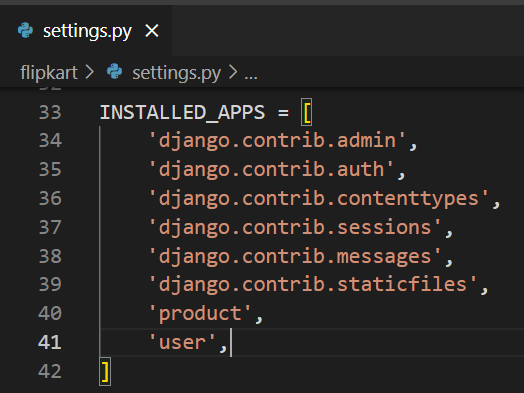 settings.py ×
flipkart > settings.py > ...
33 INSTALLED_APPS = [
34     'django.contrib.admin',
35     'django.contrib.auth',
36     'django.contrib.contenttypes',
37     'django.contrib.sessions',
38     'django.contrib.messages',
39     'django.contrib.staticfiles',
40     'product',
41     'user',
42 ]